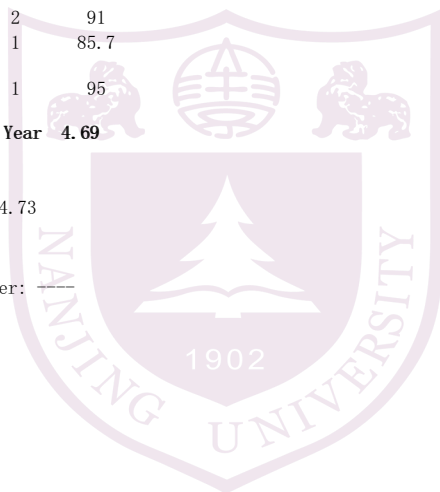 2 91
1 85.7
1 95
Year 4.69
4.73
er: ----
NANJING UNIVERSITY
1902